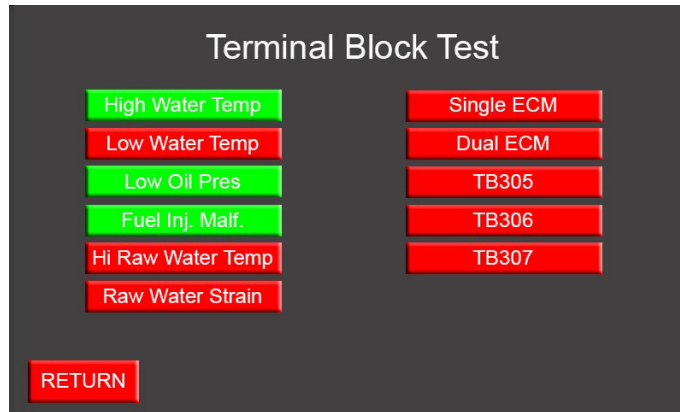 Terminal Block Test
High Water Temp
Low Water Temp
Low Oil Pres
Fuel Inj. Malf.
Hi Raw Water Temp
Raw Water Strain
Single ECM
Dual ECM
TB305
TB306
TB307
RETURN